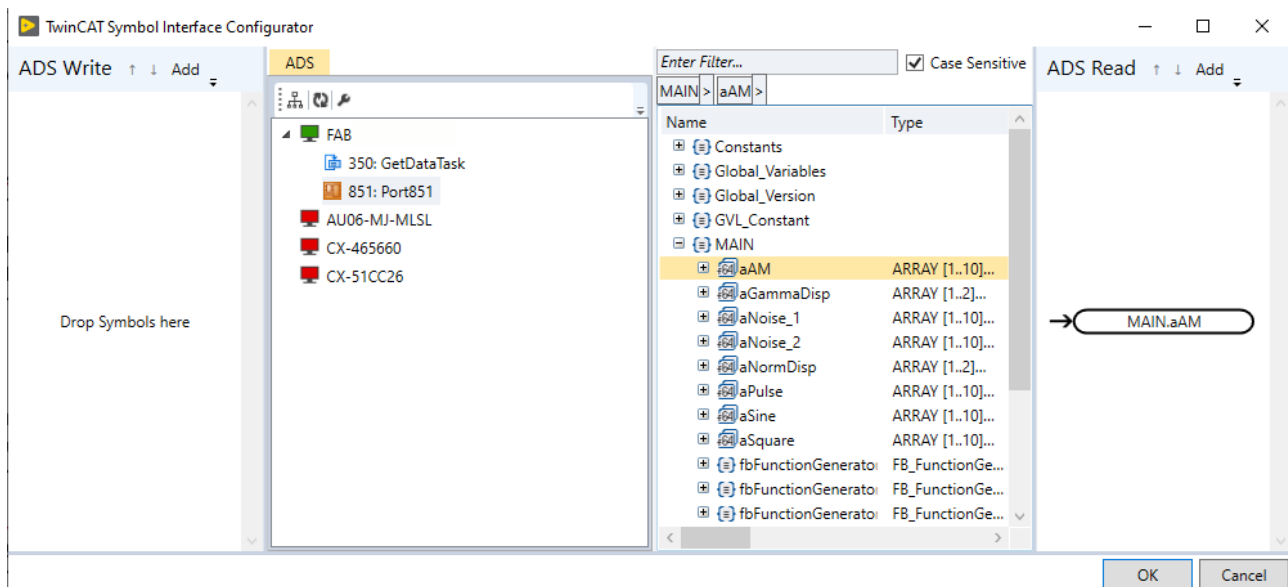 TwinCAT Symbol Interface Configurator
ADS Write ↑ ↓ Add
Drop Symbols here
ADS
FAB
350: GetDataTask
851: Port851
AU06-MJ-MLSL
CX-465660
CX-51CC26
Enter Filter... Case Sensitive
MAIN > aAM >
Name Type
Constants
Global_Variables
Global_Version
GVL_Constant
MAIN
aAM ARRAY [1..10]...
aGammaDisp ARRAY [1..2]...
aNoise_1 ARRAY [1..10]...
aNoise_2 ARRAY [1..10]...
aNormDisp ARRAY [1..2]...
aPulse ARRAY [1..10]...
aSine ARRAY [1..10]...
aSquare ARRAY [1..10]...
fbFunctionGenerato FB_FunctionGe...
fbFunctionGenerato FB_FunctionGe...
fbFunctionGenerato FB_FunctionGe...
ADS Read ↑ ↓ Add
MAIN.aAM
OK Cancel